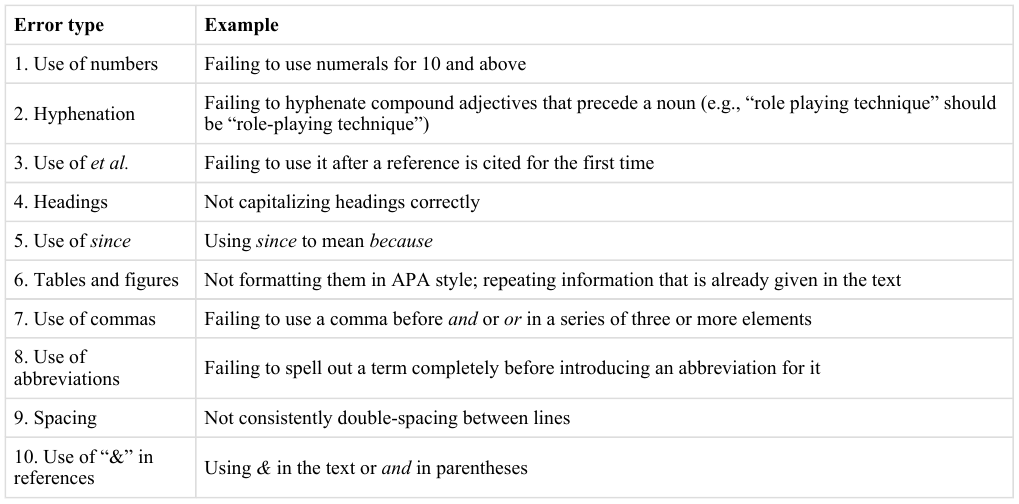 Error type
Example
1. Use of numbers
Failing to use numerals for 10 and above
2. Hyphenation
Failing to hyphenate compound adjectives that precede a noun (e.g., “role playing technique” should
be “role-playing technique”)
3. Use of et al.
Failing to use it after a reference is cited for the first time
4. Headings
Not capitalizing headings correctly
5. Use of since
Using since to mean because
6. Tables and figures
Not formatting them in APA style; repeating information that is already given in the text
7. Use of commas
Failing to use a comma before and or or in a series of three or more elements
8. Use of
abbreviations
Failing to spell out a term completely before introducing an abbreviation for it
9. Spacing
Not consistently double-spacing between lines
10. Use of “&” in
references
Using & in the text or and in parentheses